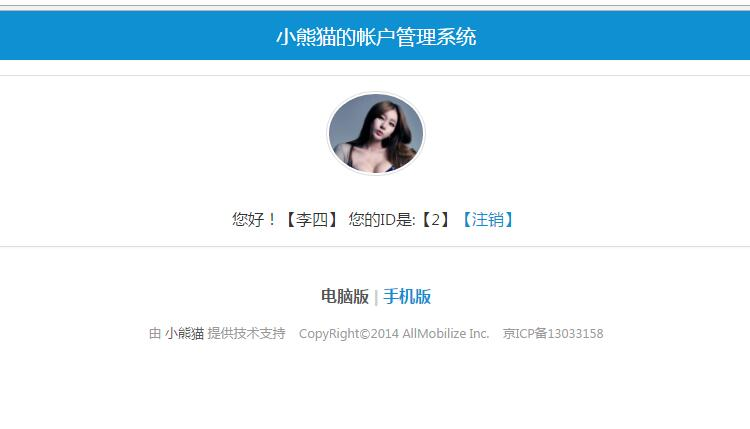 小熊猫的帐户管理系统
您好！【李四】 您的ID是:【2】【注销】
电脑版 | 手机版
由 小熊猫 提供技术支持 CopyRight©2014 AllMobilize Inc. 京ICP备13033158